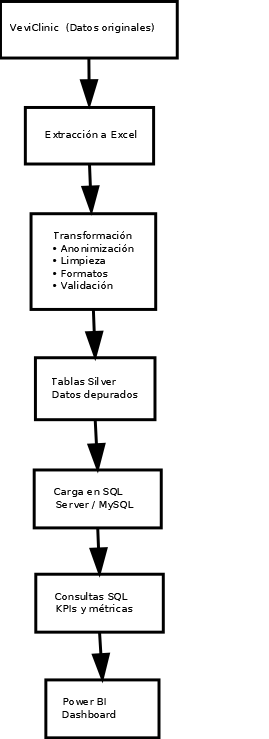 VeviClinic (Datos originales)
Extracción a Excel
Transformación
• Anonimización
• Limpieza
• Formatos
• Validación
Tablas Silver
Datos depurados
Carga en SQL
Server / MySQL
Consultas SQL
KPIs y métricas
Power BI
Dashboard